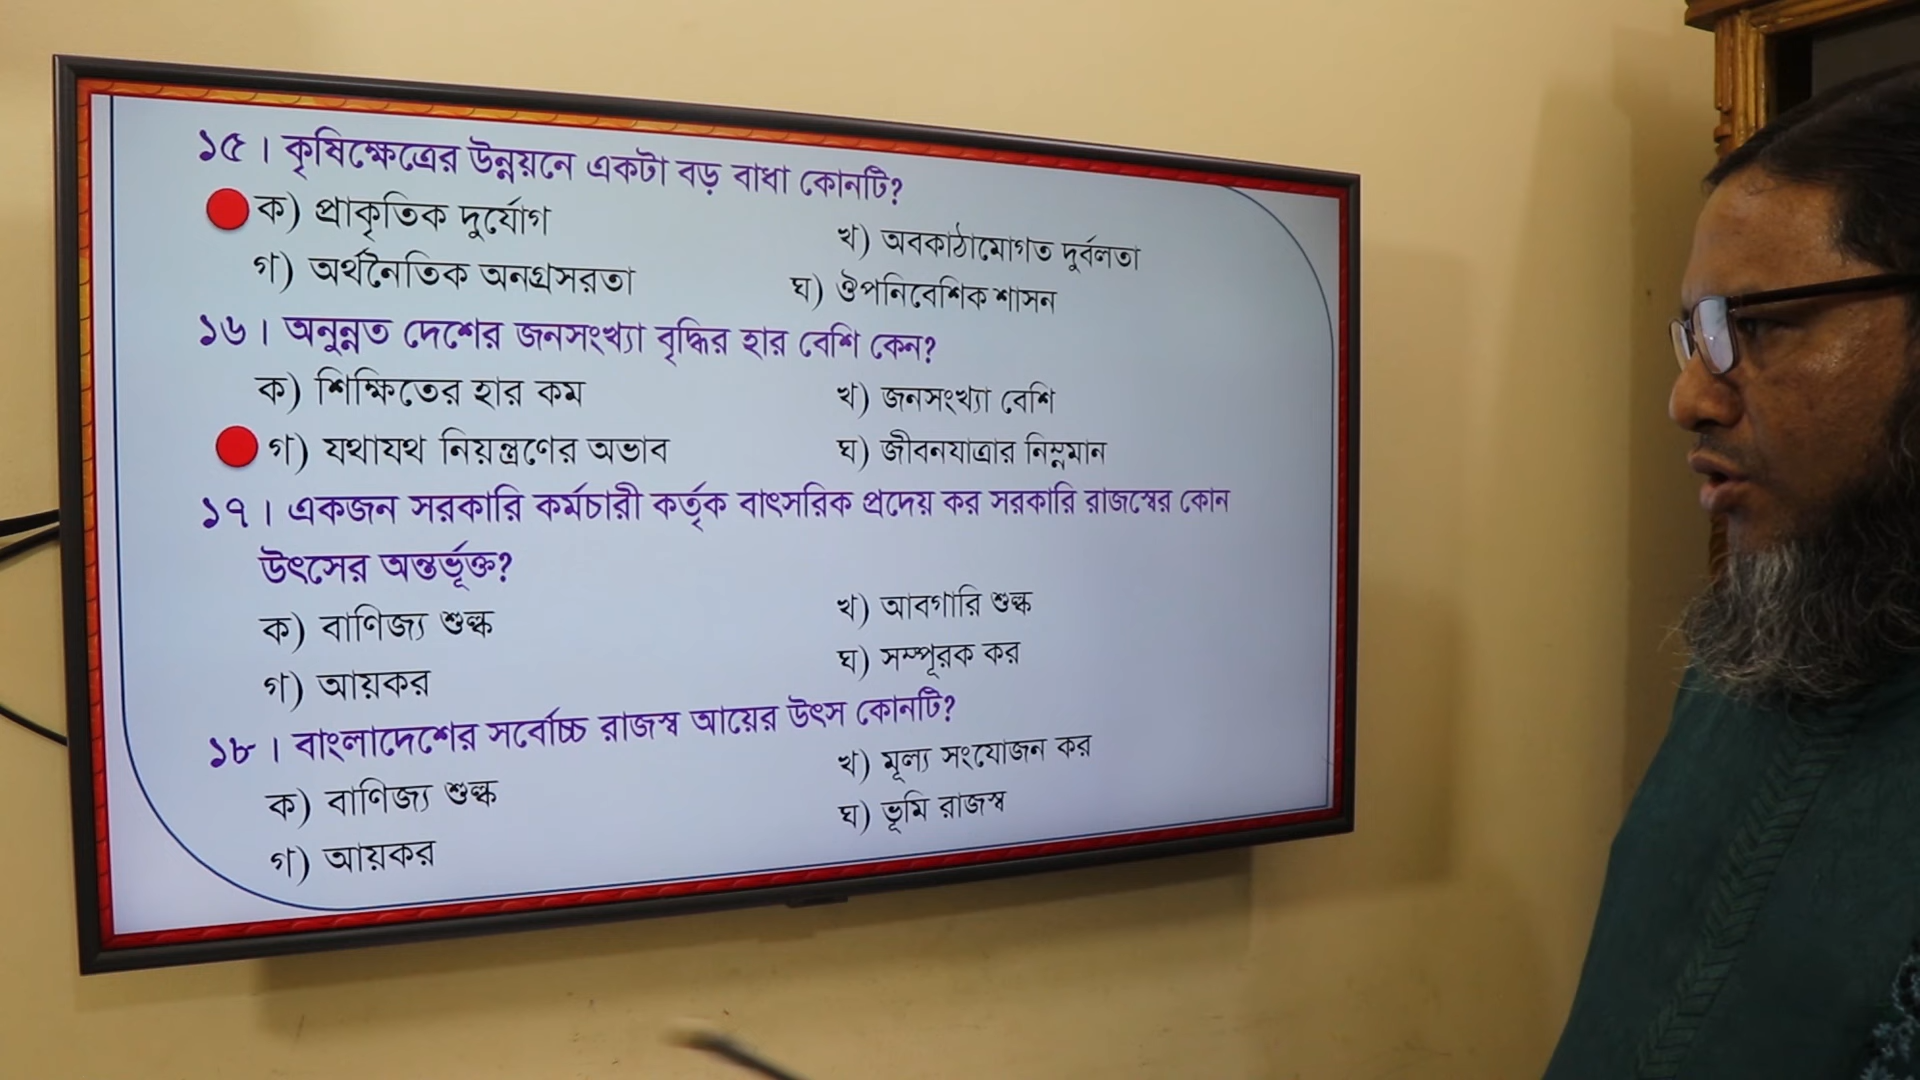 ১৫। কৃষিক্ষেত্রের উন্নয়নে একটা বড় বাধা কোনটি?
ক) প্রাকৃতিক দুর্যোগ খ) অবকাঠামোগত দুর্বলতা
গ) অর্থনৈতিক অনগ্রসরতা ঘ) ঔপনিবেশিক শাসন
১৬। অনুন্নত দেশের জনসংখ্যা বৃদ্ধির হার বেশি কেন?
ক) শিক্ষিতের হার কম খ) জনসংখ্যা বেশি
গ) যথাযথ নিয়ন্ত্রণের অভাব ঘ) জীবনযাত্রার নিম্নমান
১৭। একজন সরকারি কর্মচারী কর্তৃক বাৎসরিক প্রদেয় কর সরকারি রাজস্বের কোন
উৎসের অন্তর্ভূক্ত?
ক) বাণিজ্য শুল্ক খ) আবগারি শুল্ক
গ) আয়কর ঘ) সম্পূরক কর
১৮। বাংলাদেশের সর্বোচ্চ রাজস্ব আয়ের উৎস কোনটি?
ক) বাণিজ্য শুল্ক খ) মূল্য সংযোজন কর
গ) আয়কর ঘ) ভূমি রাজস্ব